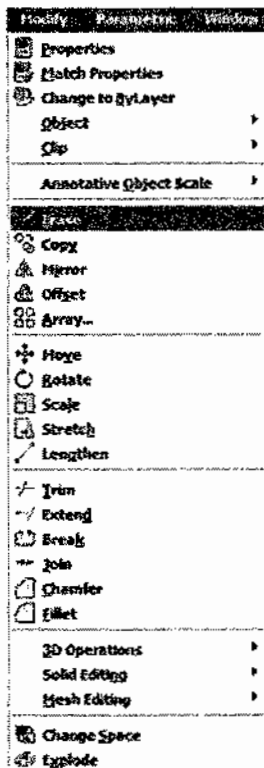 Modify Parametric Window
Properties
Match Properties
Change to ByLayer
Object
Clip
Annotative Object Scale
Erase
Copy
Mirror
Offset
Array...
Move
Rotate
Scale
Stretch
Lengthen
Trim
Extend
Break
Join
Chamfer
Fillet
3D Operations
Solid Editing
Mesh Editing
Change Space
Explode